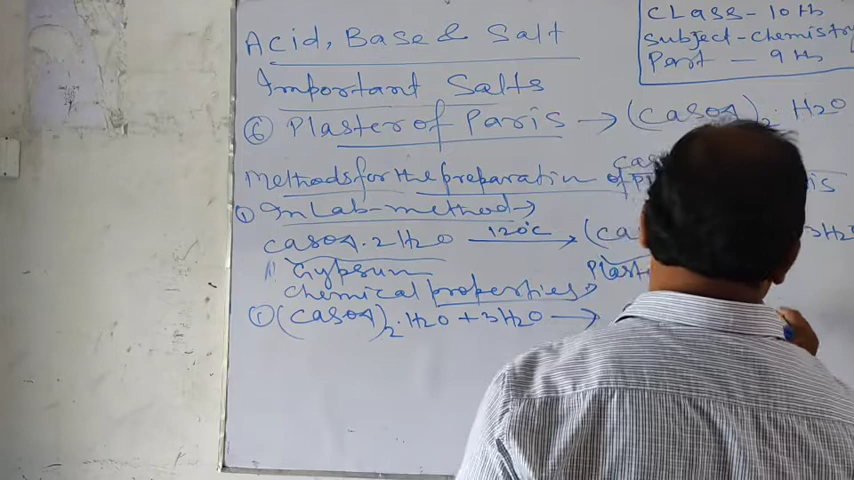 Acid, Base & Salt
CLass- 10th
Subject-chemistry
Part - 9th
Important Salts
⑥ Plaster of Paris → (CaSO4)2·H2O
Methods for the preparation of
① In Lab-method →
CaSO4.2H2O 120°C →
Gypsum
chemical properties →
① (CaSO4)2·H2O + 3H2O →